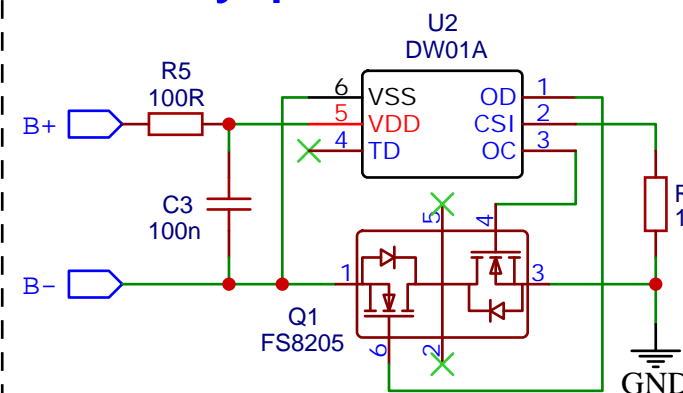 U2
DW01A
R5
100R
B+
6 VSS OD 1
5 VDD CSI 2
4 TD OC 3
C3
100n
5
4
B-
1
3
Q1
FS8205
6
2
GND